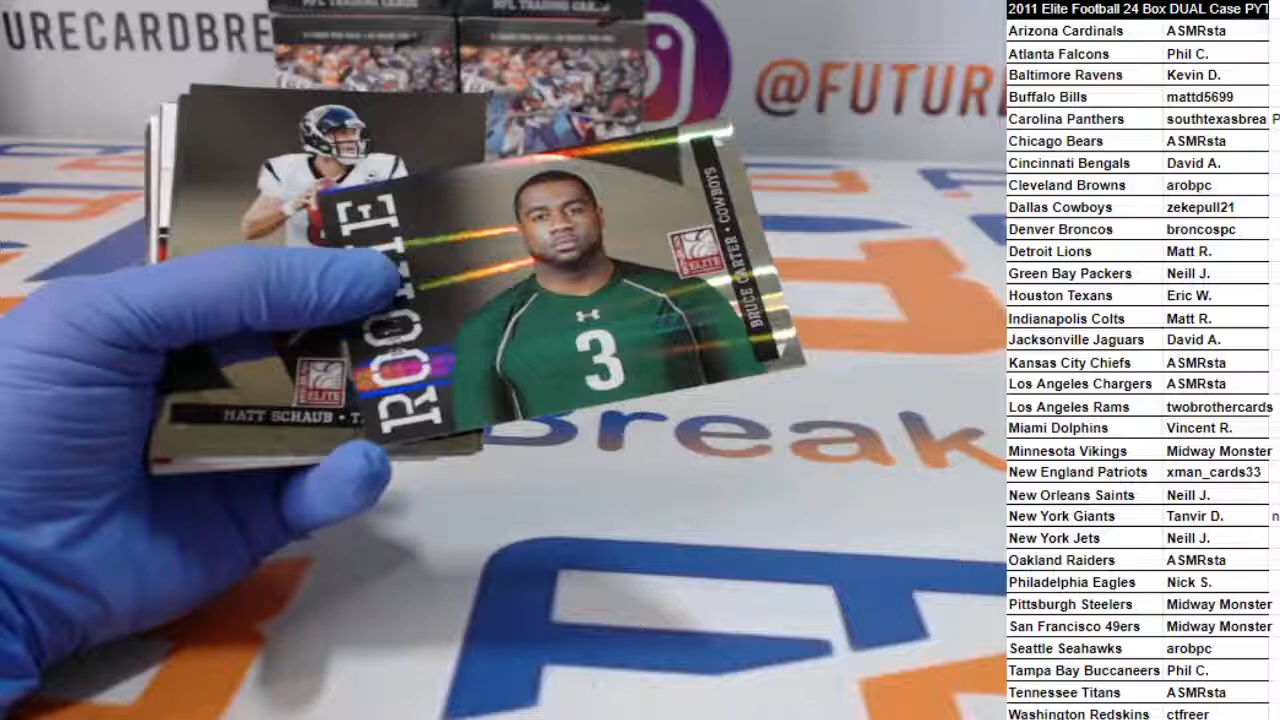 URECARDBRE
NFL TRADING CARDS
@FUTURE
ROOKIE
ELITE
BRUCE CARTER • COWBOYS
3
ELITE
MATT SCHAUB • T
Break
2011 Elite Football 24 Box DUAL Case PYT
Arizona Cardinals ASMRsta
Atlanta Falcons Phil C.
Baltimore Ravens Kevin D.
Buffalo Bills mattd5699
Carolina Panthers southtexasbrea P
Chicago Bears ASMRsta
Cincinnati Bengals David A.
Cleveland Browns arobpc
Dallas Cowboys zekepull21
Denver Broncos broncospc
Detroit Lions Matt R.
Green Bay Packers Neill J.
Houston Texans Eric W.
Indianapolis Colts Matt R.
Jacksonville Jaguars David A.
Kansas City Chiefs ASMRsta
Los Angeles Chargers ASMRsta
Los Angeles Rams twobrothercards
Miami Dolphins Vincent R.
Minnesota Vikings Midway Monster
New England Patriots xman_cards33
New Orleans Saints Neill J.
New York Giants Tanvir D. n
New York Jets Neill J.
Oakland Raiders ASMRsta
Philadelphia Eagles Nick S.
Pittsburgh Steelers Midway Monster
San Francisco 49ers Midway Monster
Seattle Seahawks arobpc
Tampa Bay Buccaneers Phil C.
Tennessee Titans ASMRsta
Washington Redskins ctfreer